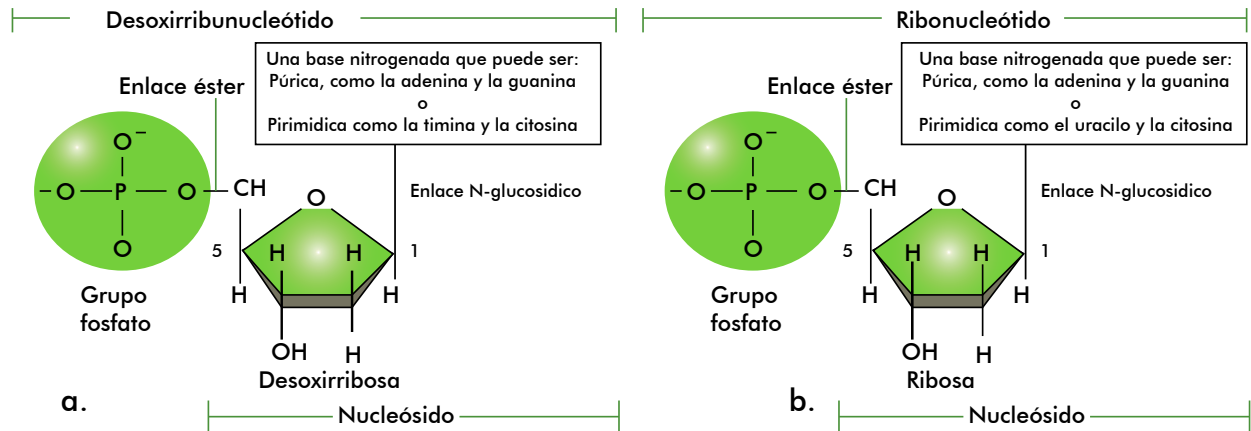 Desoxirribunucleótido
Una base nitrogenada que puede ser:
Púrica, como la adenina y la guanina
o
Pirimidica como la timina y la citosina
Enlace éster
O−
-O — P — O — CH
O
O
Enlace N-glucosidico
5
H
H
1
H
H
Grupo
fosfato
OH
H
Desoxirribosa
a.
Nucleósido
Ribonucleótido
Una base nitrogenada que puede ser:
Púrica, como la adenina y la guanina
o
Pirimidica como el uracilo y la citosina
Enlace éster
O−
-O — P — O — CH
O
O
Enlace N-glucosidico
5
H
H
1
H
H
Grupo
fosfato
OH
H
Ribosa
b.
Nucleósido